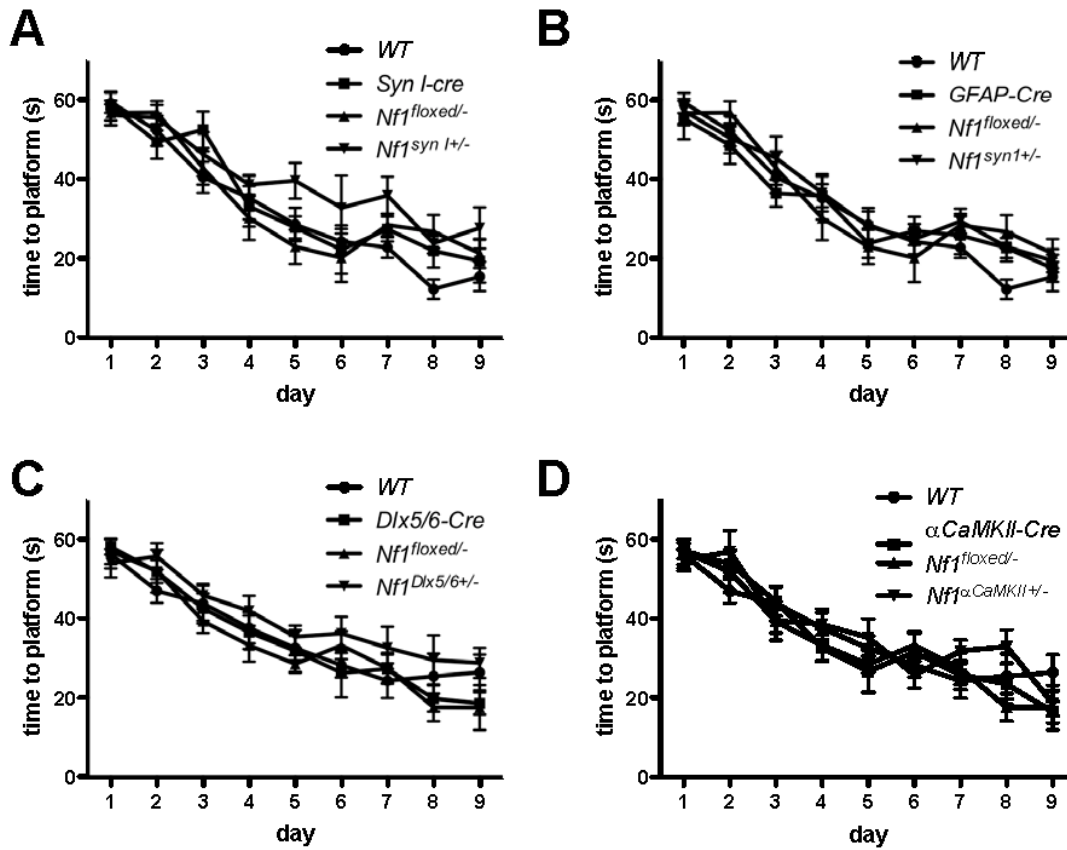 A
WT
Syn I-cre
Nf1floxed/-
Nf1syn I+/-
time to platform (s)
60
40
20
0
1 2 3 4 5 6 7 8 9
day
B
WT
GFAP-Cre
Nf1floxed/-
Nf1syn1+/-
time to platform (s)
60
40
20
0
1 2 3 4 5 6 7 8 9
day
C
WT
Dlx5/6-Cre
Nf1floxed/-
Nf1Dlx5/6+/-
time to platform (s)
60
40
20
0
1 2 3 4 5 6 7 8 9
day
D
WT
αCaMKII-Cre
Nf1floxed/-
Nf1αCaMKII+/-
time to platform (s)
60
40
20
0
1 2 3 4 5 6 7 8 9
day